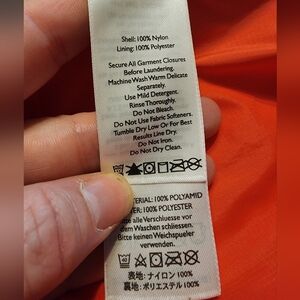 Shell: 100% Nylon
Lining: 100% Polyester
Secure All Garment Closures
Before Laundering.
Machine Wash Warm Delicate
Separately.
Use Mild Detergent.
Rinse Thoroughly.
Do Not Bleach.
Do Not Use Fabric Softeners.
Tumble Dry Low Or For Best
Results Line Dry.
Do Not Iron.
Do Not Dry Clean.
100% POLYAMID
100% POLYESTER
alle Verschluesse vor
dem Waschen schliessen.
Bitte keinen Weichspueler
verwenden.
40
表地: ナイロン 100%
裏地: ポリエステル 100%